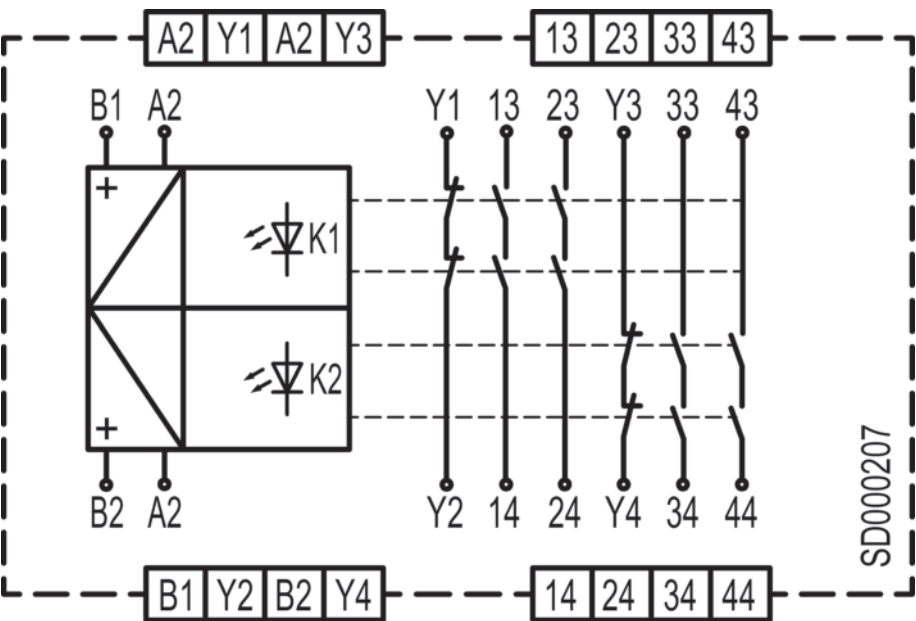 A2 Y1 A2 Y3 13 23 33 43
B1 A2 Y1 13 23 Y3 33 43
+
K1
K2
+
B2 A2 Y2 14 24 Y4 34 44
SD000207
B1 Y2 B2 Y4 14 24 34 44